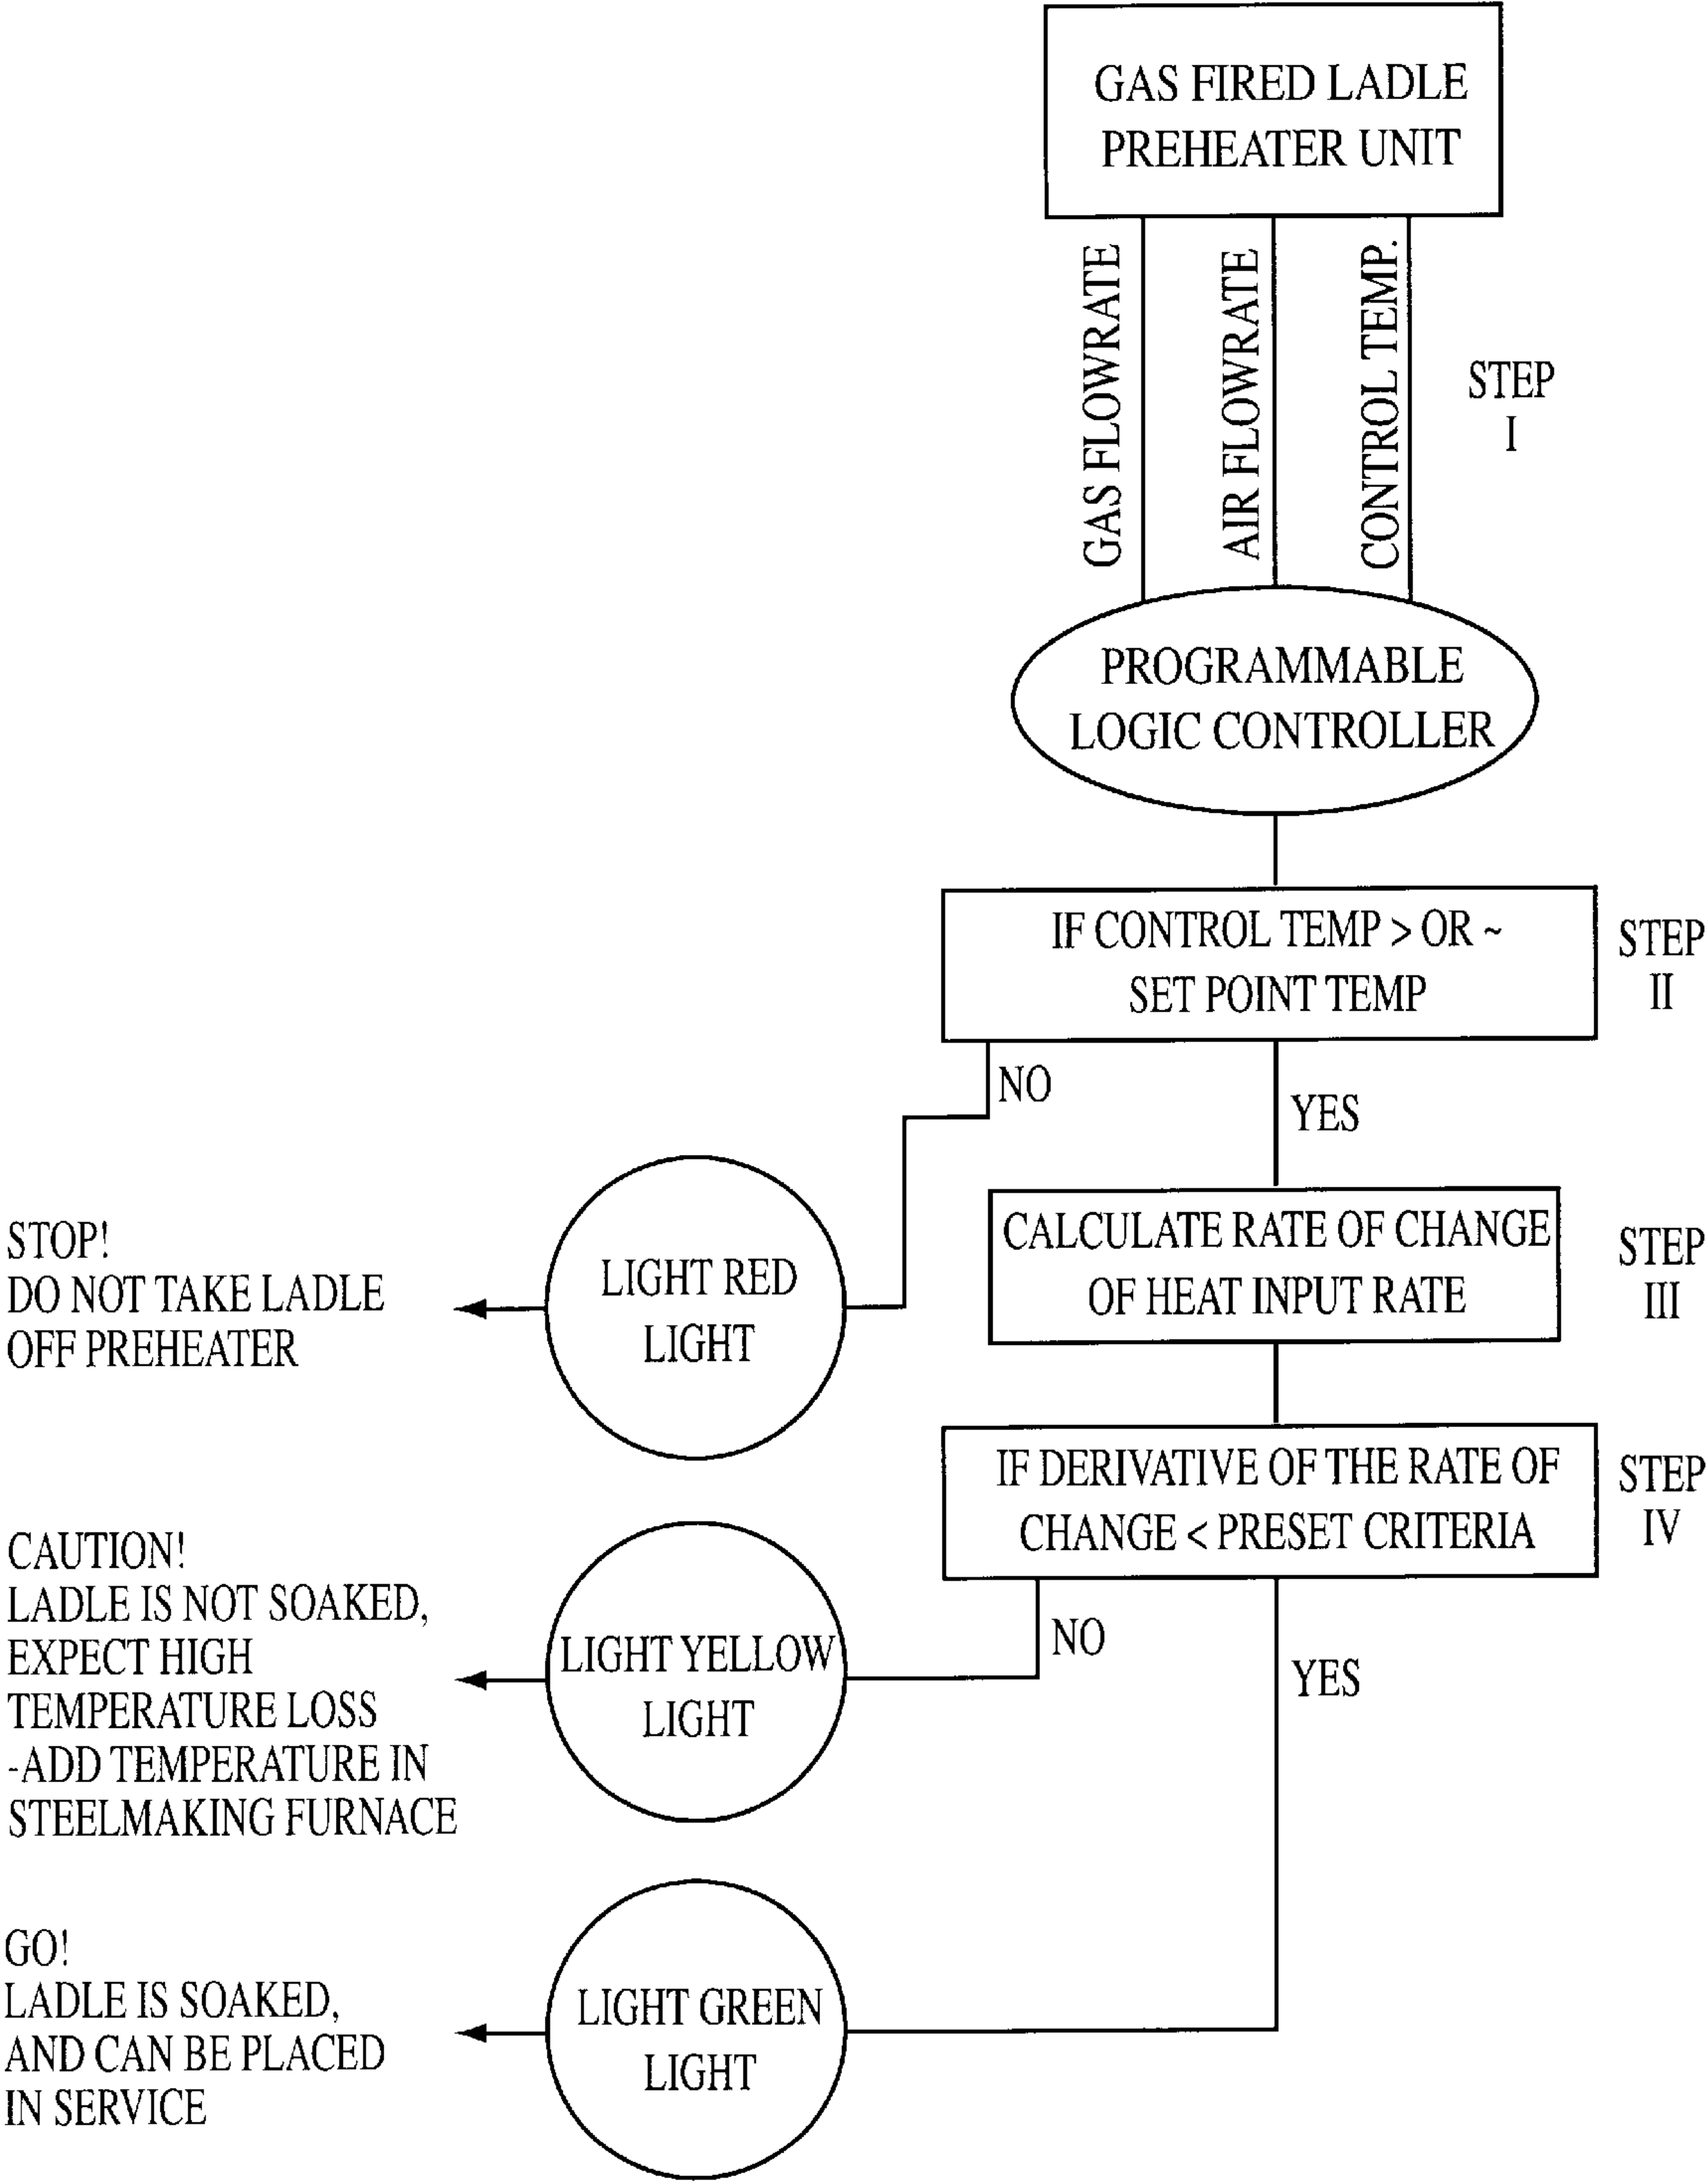 GAS FIRED LADLE
PREHEATER UNIT
GAS FLOWRATE
AIR FLOWRATE
CONTROL TEMP.
STEP
I
PROGRAMMABLE
LOGIC CONTROLLER
IF CONTROL TEMP > OR ~
SET POINT TEMP
STEP
II
NO
YES
CALCULATE RATE OF CHANGE
OF HEAT INPUT RATE
STEP
III
LIGHT RED
LIGHT
STOP!
DO NOT TAKE LADLE
OFF PREHEATER
IF DERIVATIVE OF THE RATE OF
CHANGE < PRESET CRITERIA
STEP
IV
NO
YES
LIGHT YELLOW
LIGHT
CAUTION!
LADLE IS NOT SOAKED,
EXPECT HIGH
TEMPERATURE LOSS
-ADD TEMPERATURE IN
STEELMAKING FURNACE
LIGHT GREEN
LIGHT
GO!
LADLE IS SOAKED,
AND CAN BE PLACED
IN SERVICE